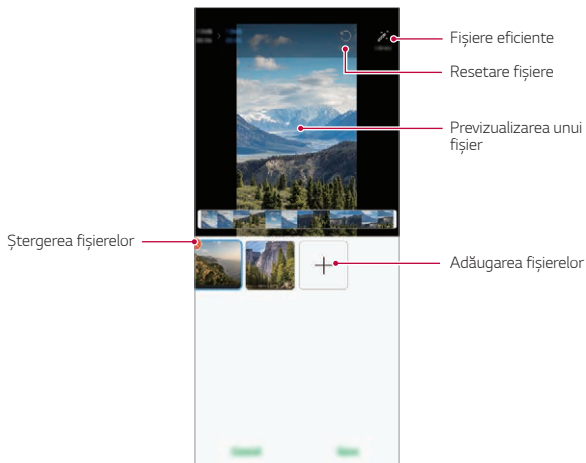 Fișiere eficiente
Resetare fișiere
Previzualizarea unui
fișier
Ștergerea fișierelor
Adăugarea fișierelor